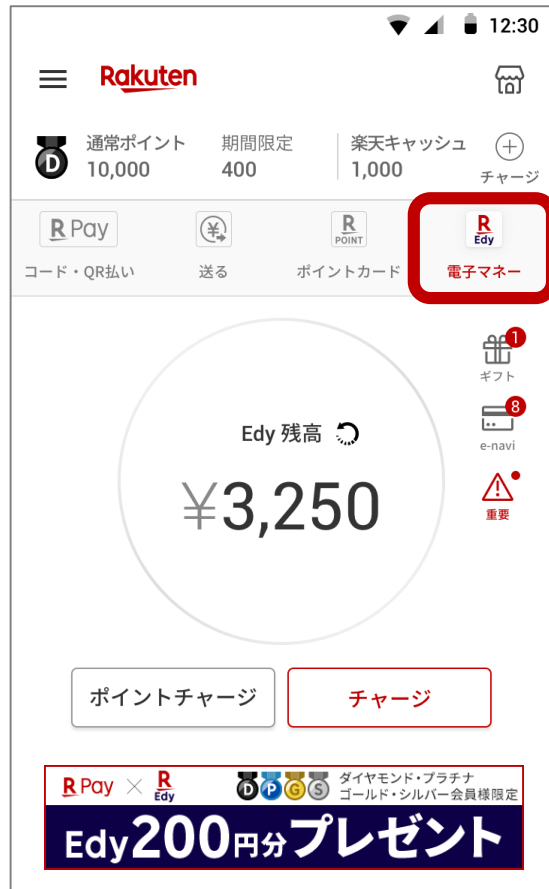 12:30
Rakuten
D
通常ポイント 期間限定 楽天キャッシュ
10,000 400 1,000 チャージ
R Pay ¥ R POINT R Edy
コード・QR払い 送る ポイントカード 電子マネー
1
ギフト
8
e-navi
重要
Edy 残高
¥3,250
ポイントチャージ チャージ
R Pay × R Edy D P G S ダイヤモンド・プラチナ
ゴールド・シルバー会員様限定
Edy200円分プレゼント